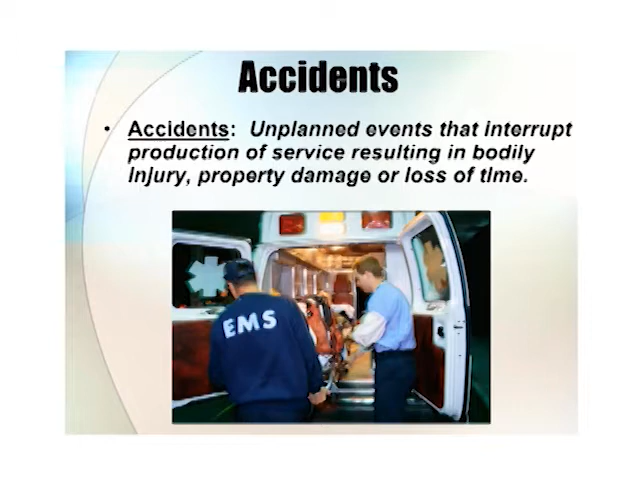 Accidents
• Accidents: Unplanned events that interrupt
production of service resulting in bodily
injury, property damage or loss of time.
EMS